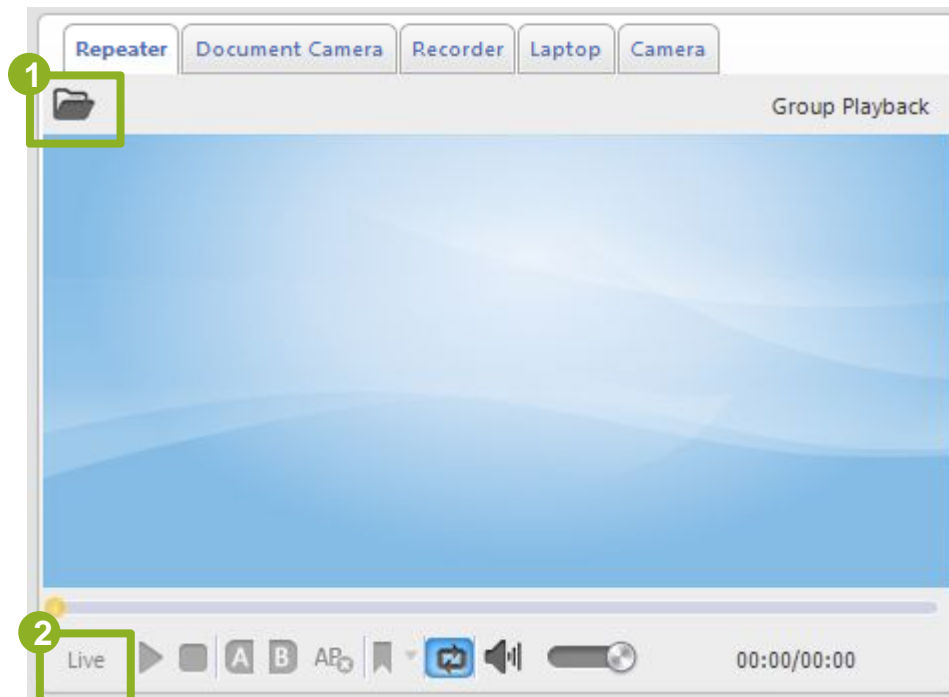 Repeater Document Camera Recorder Laptop Camera
1
Group Playback
2
Live A B AB 00:00/00:00